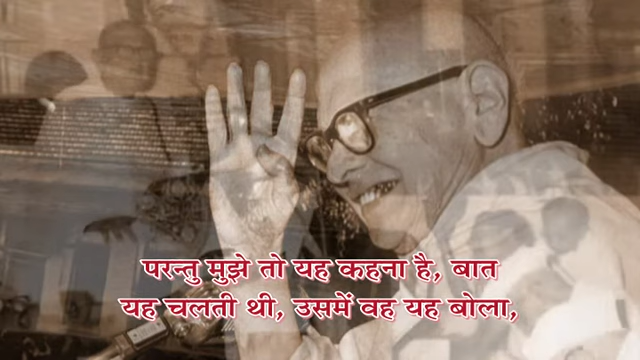 परन्तु मुझे तो यह कहना है, बात
यह चलती थी, उसमें वह यह बोला,